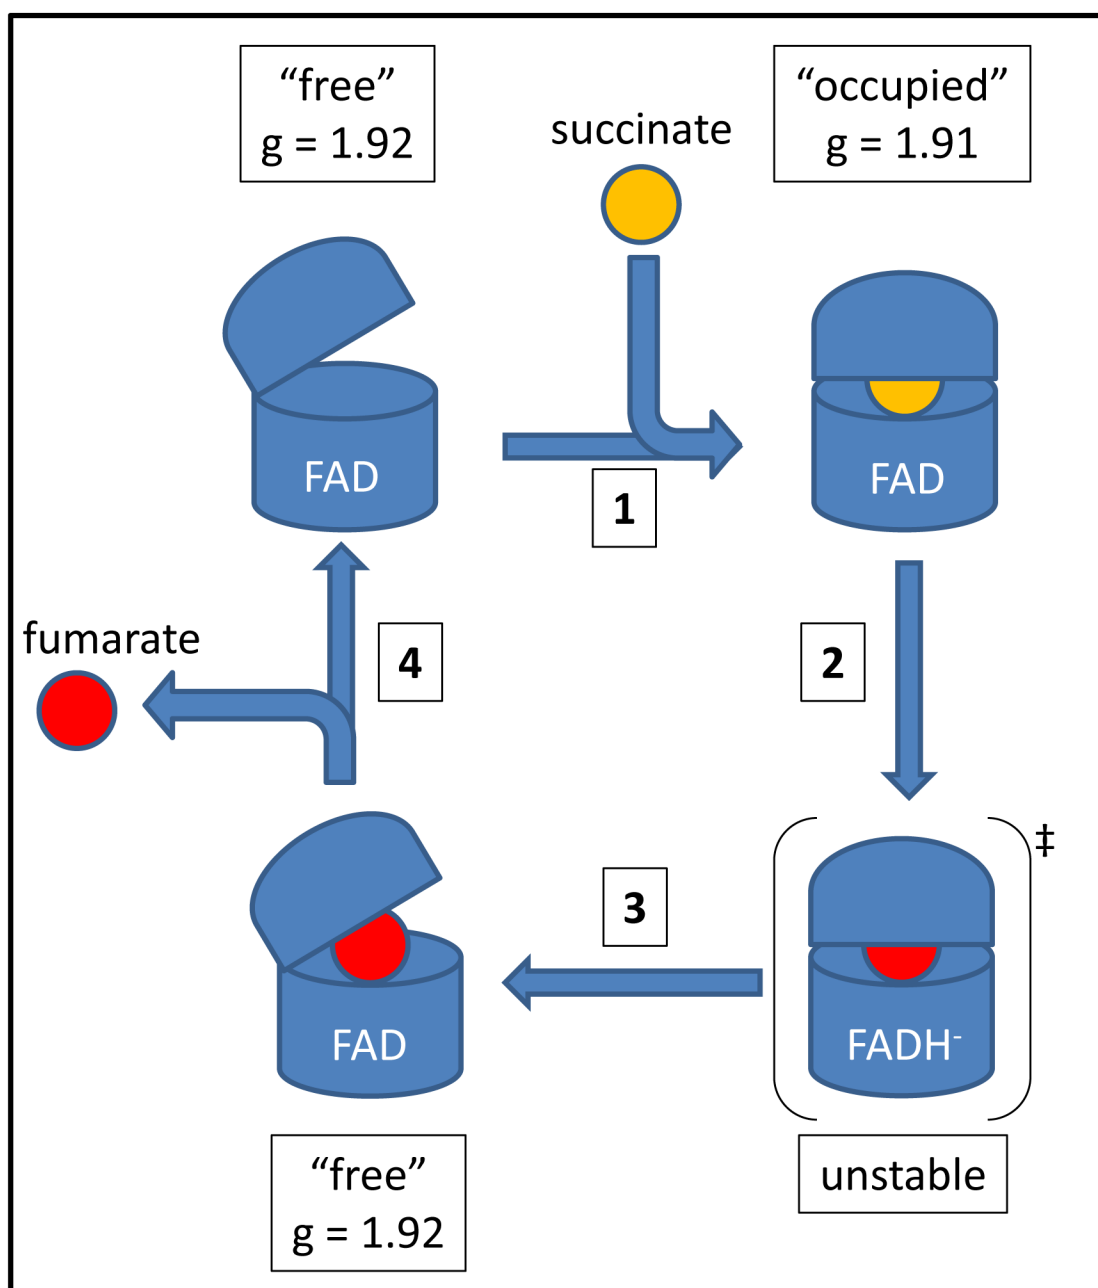 “free”
g = 1.92
succinate
“occupied”
g = 1.91
FAD
1
FAD
fumarate
4
2
‡
3
FAD
FADH-
“free”
g = 1.92
unstable